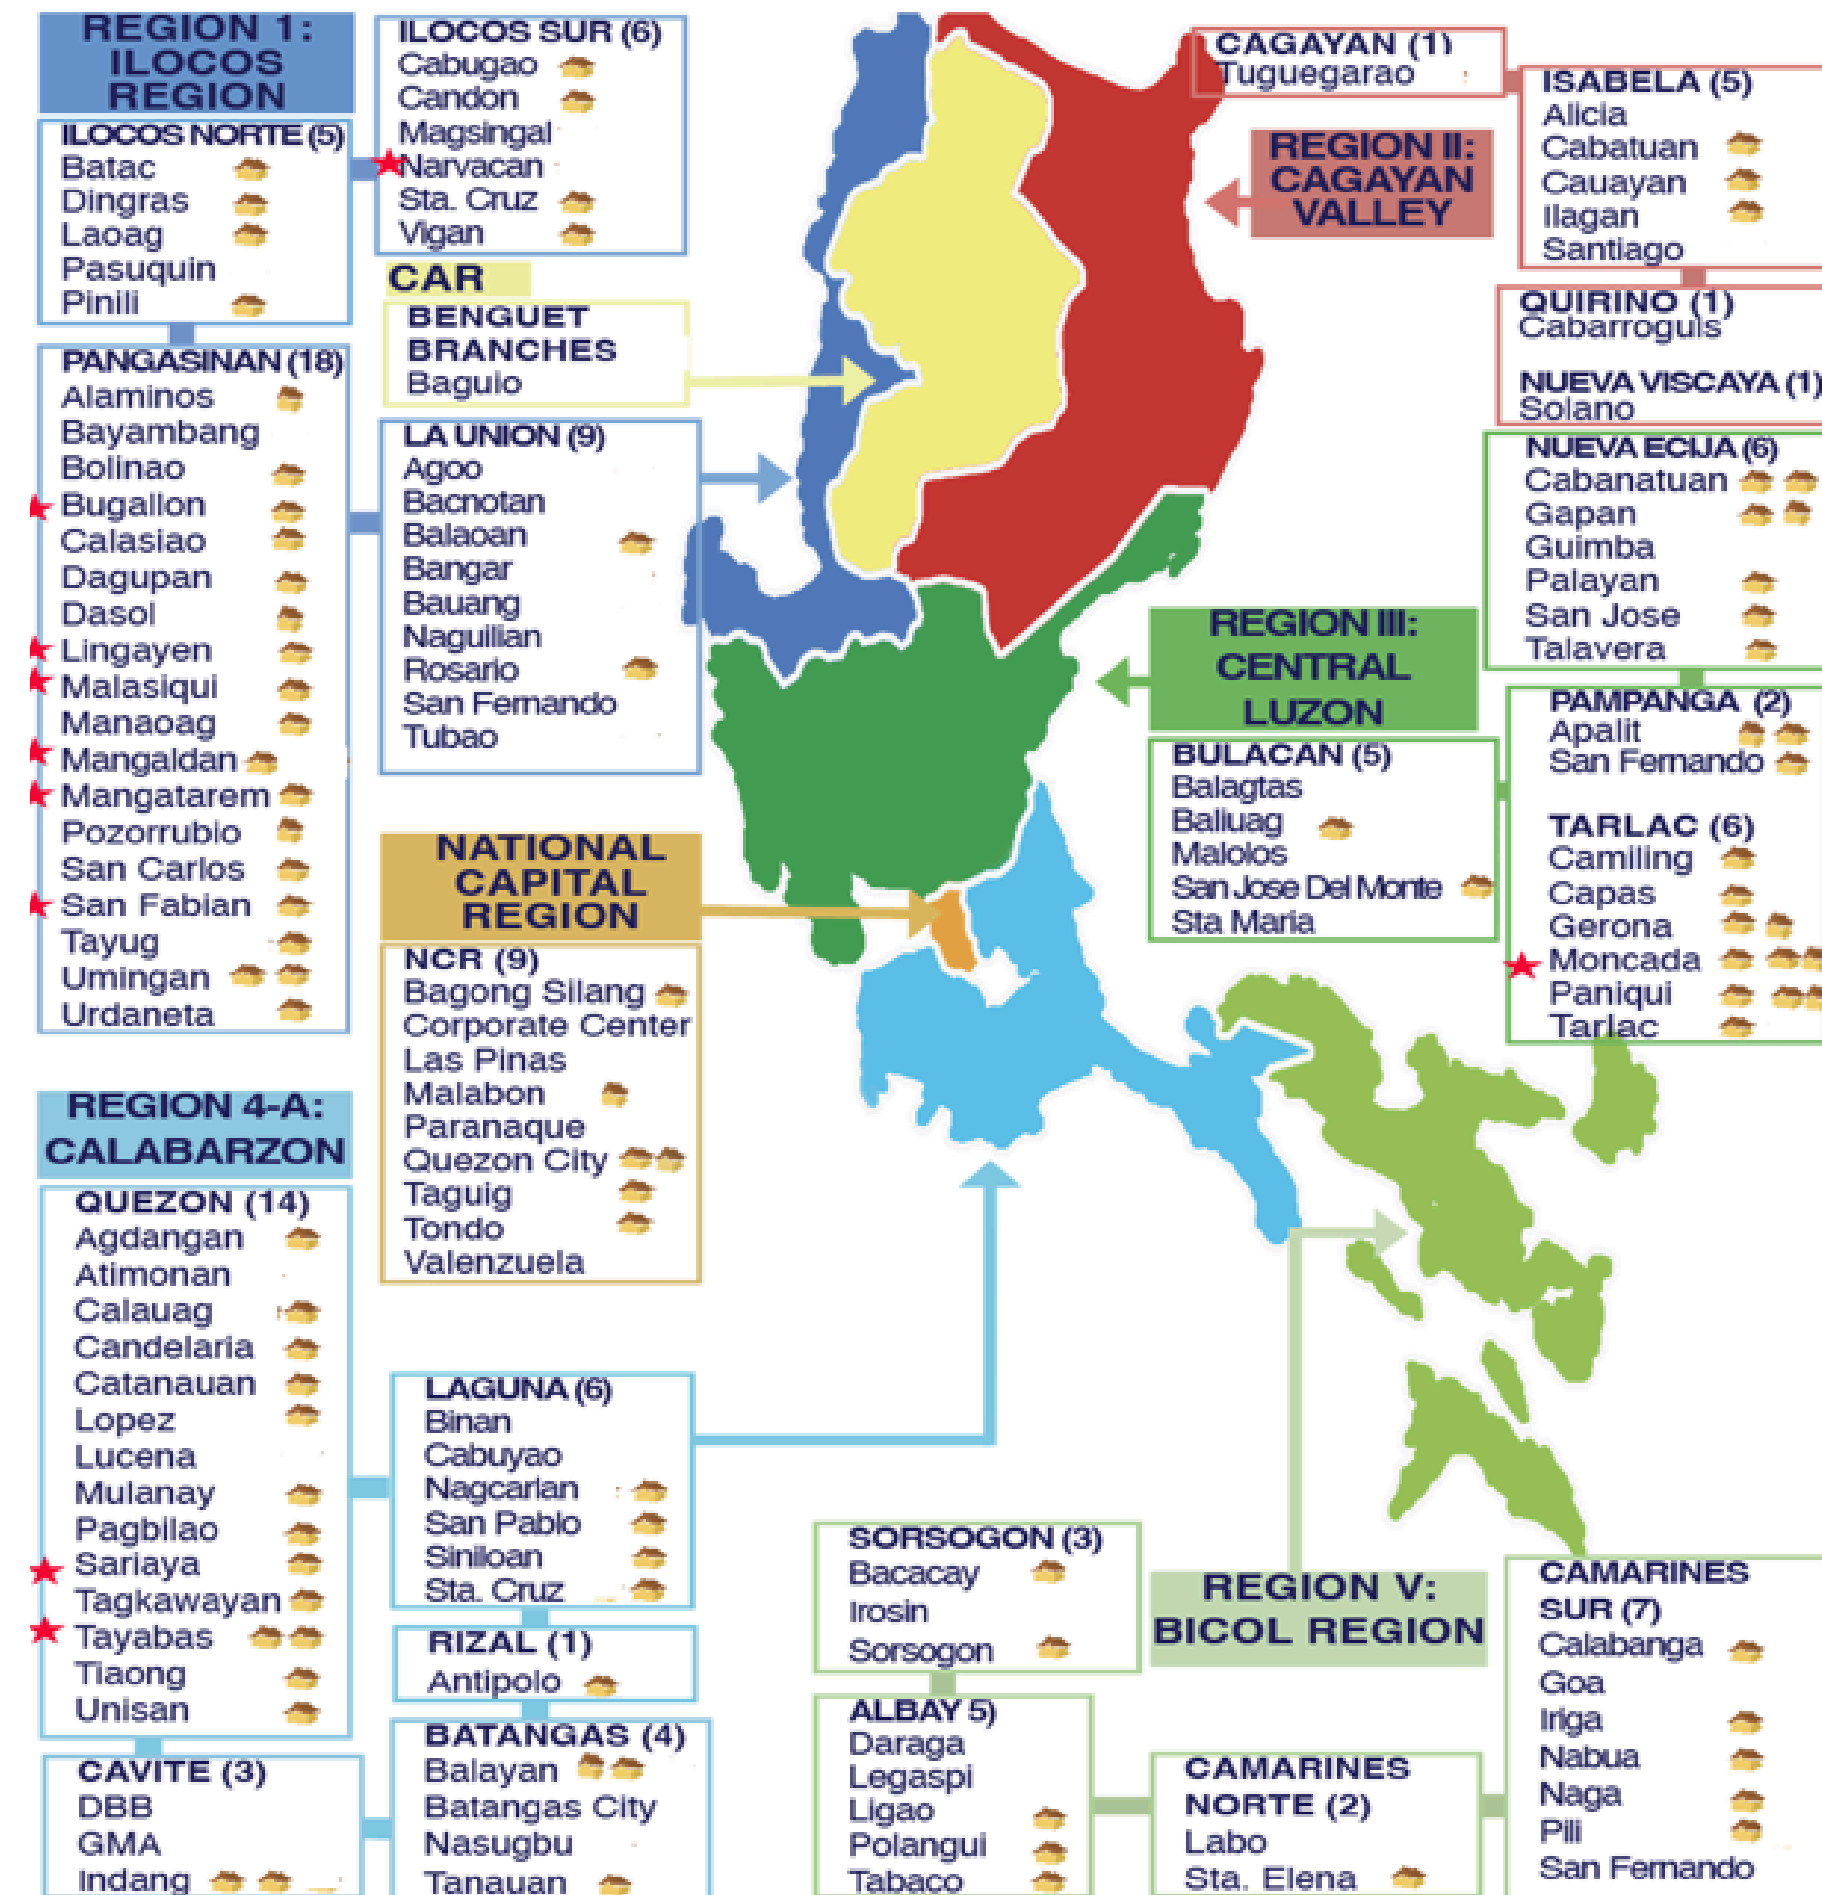 REGION 1:
ILOCOS
REGION
ILOCOS NORTE (5)
Batac
Dingras
Laoag
Pasuquin
Pinili
ILOCOS SUR (6)
Cabugao
Candon
Magsingal
Narvacan
Sta. Cruz
Vigan
PANGASINAN (18)
Alaminos
Bayambang
Bolinao
Bugallon
Calasiao
Dagupan
Dasol
Lingayen
Malasiqui
Manaoag
Mangaldan
Mangatarem
Pozorrubio
San Carlos
San Fabian
Tayug
Umingan
Urdaneta
CAR
BENGUET
BRANCHES
Baguio
LA UNION (9)
Agoo
Bacnotan
Balaoan
Bangar
Bauang
Naguilian
Rosario
San Fernando
Tubao
NATIONAL
CAPITAL
REGION
NCR (9)
Bagong Silang
Corporate Center
Las Pinas
Malabon
Paranaque
Quezon City
Taguig
Tondo
Valenzuela
CAGAYAN (1)
Tuguegarao
REGION II:
CAGAYAN
VALLEY
ISABELA (5)
Alicia
Cabatuan
Cauayan
Ilagan
Santiago
QUIRINO (1)
Cabarroguis
NUEVA VISCAYA (1)
Solano
NUEVA ECIJA (6)
Cabanatuan
Gapan
Guimba
Palayan
San Jose
Talavera
REGION III:
CENTRAL
LUZON
BULACAN (5)
Balagtas
Baliuag
Malolos
San Jose Del Monte
Sta Maria
PAMPANGA (2)
Apalit
San Fernando
TARLAC (6)
Camiling
Capas
Gerona
Moncada
Paniqui
Tarlac
REGION 4-A:
CALABARZON
QUEZON (14)
Agdangan
Atimonan
Calauag
Candelaria
Catanauan
Lopez
Lucena
Mulanay
Pagbilao
Sariaya
Tagkawayan
Tayabas
Tiaong
Unisan
CAVITE (3)
DBB
GMA
Indang
LAGUNA (6)
Binan
Cabuyao
Nagcarlan
San Pablo
Siniloan
Sta. Cruz
RIZAL (1)
Antipolo
BATANGAS (4)
Balayan
Batangas City
Nasugbu
Tanauan
SORSOGON (3)
Bacacay
Irosin
Sorsogon
REGION V:
BICOL REGION
ALBAY 5)
Daraga
Legaspi
Ligao
Polangui
Tabaco
CAMARINES
NORTE (2)
Labo
Sta. Elena
CAMARINES
SUR (7)
Calabanga
Goa
Iriga
Nabua
Naga
Pili
San Fernando